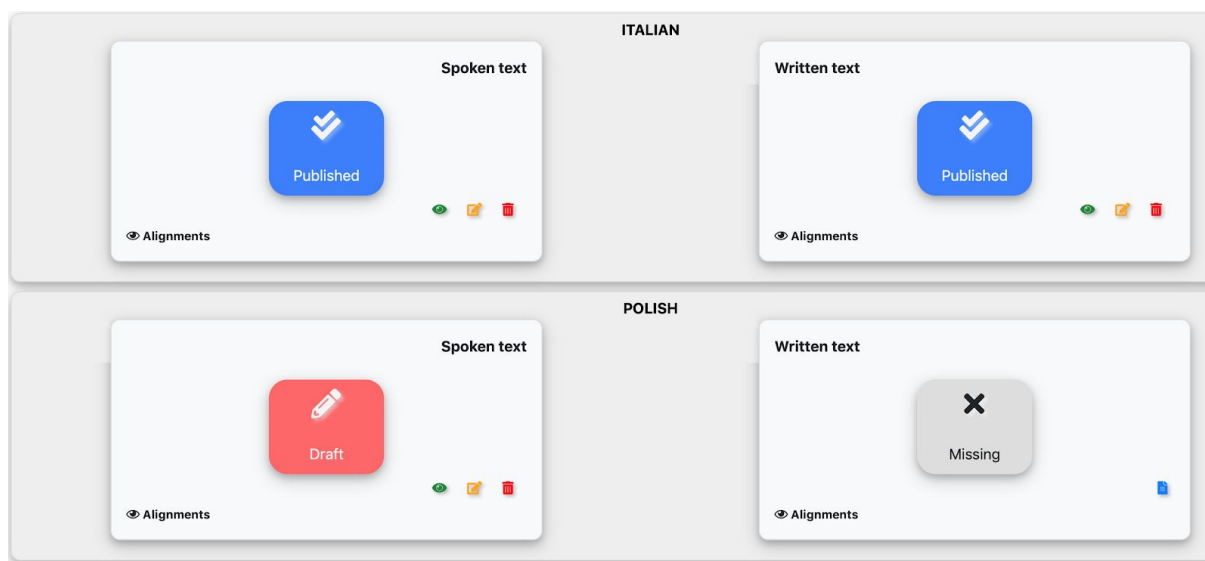 ITALIAN
Spoken text
Published
Alignments
Written text
Published
Alignments
POLISH
Spoken text
Draft
Alignments
Written text
Missing
Alignments